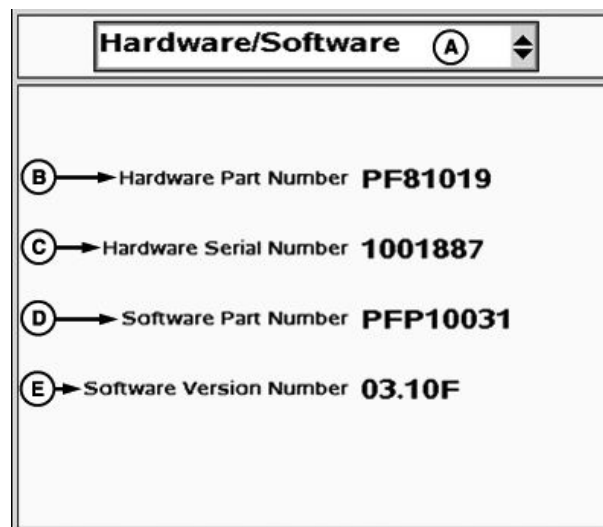 Hardware/Software A
B Hardware Part Number PF81019
C Hardware Serial Number 1001887
D Software Part Number PFP10031
E Software Version Number 03.10F